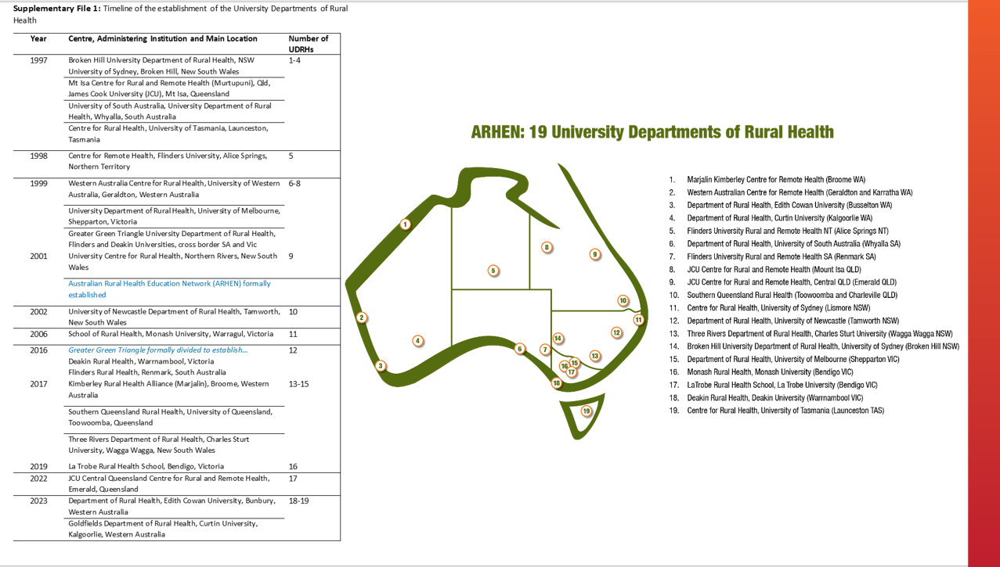 Supplementary File 1: Timeline of the establishment of the University Departments of Rural
Health
Year Centre, Administering Institution and Main Location Number of
UDRHs
1997 Broken Hill University Department of Rural Health, NSW 1-4
University of Sydney, Broken Hill, New South Wales
Mt Isa Centre for Rural and Remote Health (Murtupuni), Qld,
James Cook University (JCU), Mt Isa, Queensland
University of South Australia, University Department of Rural
Health, Whyalla, South Australia
Centre for Rural Health, University of Tasmania, Launceston,
Tasmania
1998 Centre for Remote Health, Flinders University, Alice Springs, 5
Northern Territory
1999 Western Australia Centre for Rural Health, University of Western 6-8
Australia, Geraldton, Western Australia
University Department of Rural Health, University of Melbourne,
Shepparton, Victoria
Greater Green Triangle University Department of Rural Health,
Flinders and Deakin Universities, cross border SA and Vic
2001 University Centre for Rural Health, Northern Rivers, New South 9
Wales
Australian Rural Health Education Network (ARHEN) formally
established
2002 University of Newcastle Department of Rural Health, Tamworth, 10
New South Wales
2006 School of Rural Health, Monash University, Warragul, Victoria 11
2016 Greater Green Triangle formally divided to establish... 12
Deakin Rural Health, Warrnambool, Victoria
Flinders Rural Health, Renmark, South Australia
2017 Kimberley Rural Health Alliance (Marjalin), Broome, Western 13-15
Australia
Southern Queensland Rural Health, University of Queensland,
Toowoomba, Queensland
Three Rivers Department of Rural Health, Charles Sturt
University, Wagga Wagga, New South Wales
2019 La Trobe Rural Health School, Bendigo, Victoria 16
2022 JCU Central Queensland Centre for Rural and Remote Health, 17
Emerald, Queensland
2023 Department of Rural Health, Edith Cowan University, Bunbury, 18-19
Western Australia
Goldfields Department of Rural Health, Curtin University,
Kalgoorlie, Western Australia
ARHEN: 19 University Departments of Rural Health
1
8
9
5
10
2
11
12
4
14
6
7
13
15
16
3
17
18
19
1. Marjalin Kimberley Centre for Remote Health (Broome WA)
2. Western Australian Centre for Remote Health (Geraldton and Karratha WA)
3. Department of Rural Health, Edith Cowan University (Busselton WA)
4. Department of Rural Health, Curtin University (Kalgoorlie WA)
5. Flinders University Rural and Remote Health NT (Alice Springs NT)
6. Department of Rural Health, University of South Australia (Whyalla SA)
7. Flinders University Rural and Remote Health SA (Renmark SA)
8. JCU Centre for Rural and Remote Health (Mount Isa QLD)
9. JCU Centre for Rural and Remote Health, Central QLD (Emerald QLD)
10. Southern Queensland Rural Health (Toowoomba and Charleville QLD)
11. Centre for Rural Health, University of Sydney (Lismore NSW)
12. Department of Rural Health, University of Newcastle (Tamworth NSW)
13. Three Rivers Department of Rural Health, Charles Sturt University (Wagga Wagga NSW)
14. Broken Hill University Department of Rural Health, University of Sydney (Broken Hill NSW)
15. Department of Rural Health, University of Melbourne (Shepparton VIC)
16. Monash Rural Health, Monash University (Bendigo VIC)
17. LaTrobe Rural Health School, La Trobe University (Bendigo VIC)
18. Deakin Rural Health, Deakin University (Warrnambool VIC)
19. Centre for Rural Health, University of Tasmania (Launceston TAS)